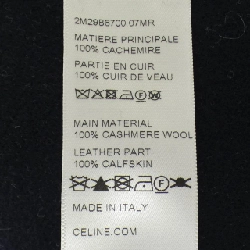 2M29B8700.07MR
MATIERE PRINCIPALE
100% CACHEMIRE
PARTIE EN CUIR
100% CUIR DE VEAU
MAIN MATERIAL
100% CASHMERE WOOL
LEATHER PART
100% CALFSKIN
MADE IN ITALY
CELINE.COM